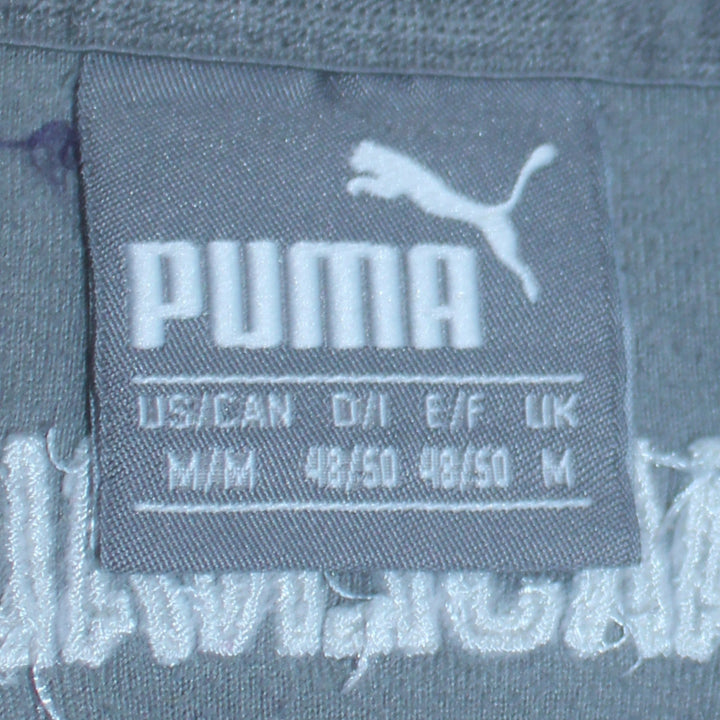 PUMA
US/CAN D/I E/F UK
M/M 48/50 48/50 M